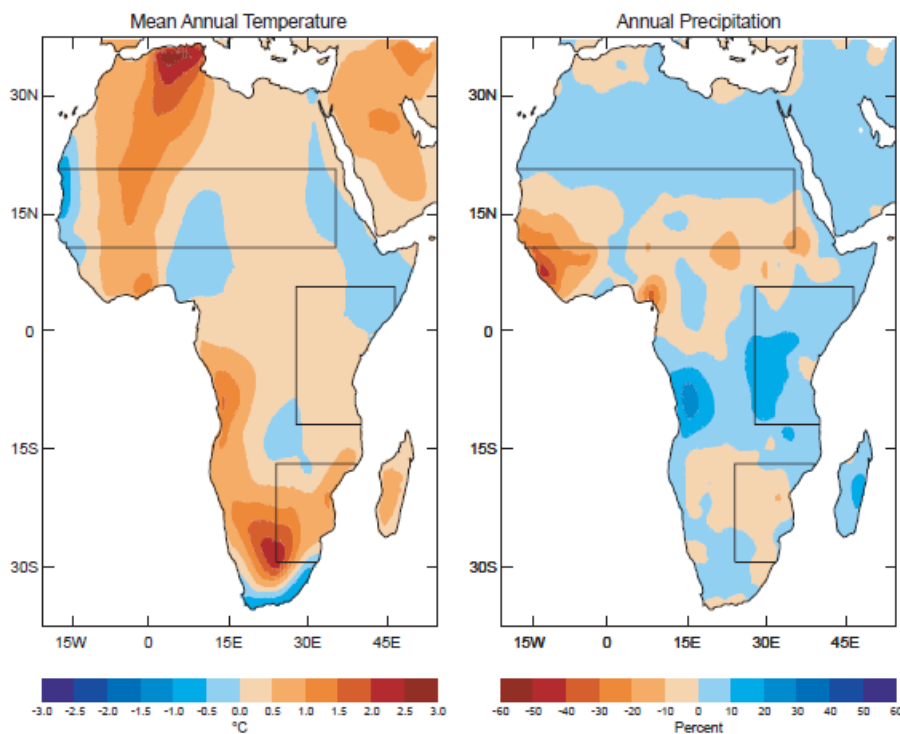 Mean Annual Temperature
30N
15N
0
15S
30S
15W 0 15E 30E 45E
-3.0 -2.5 -2.0 -1.5 -1.0 -0.5 0.0 0.5 1.0 1.5 2.0 2.5 3.0
°C
Annual Precipitation
30N
15N
0
15S
30S
15W 0 15E 30E 45E
-60 -50 -40 -30 -20 -10 0 10 20 30 40 50 60
Percent